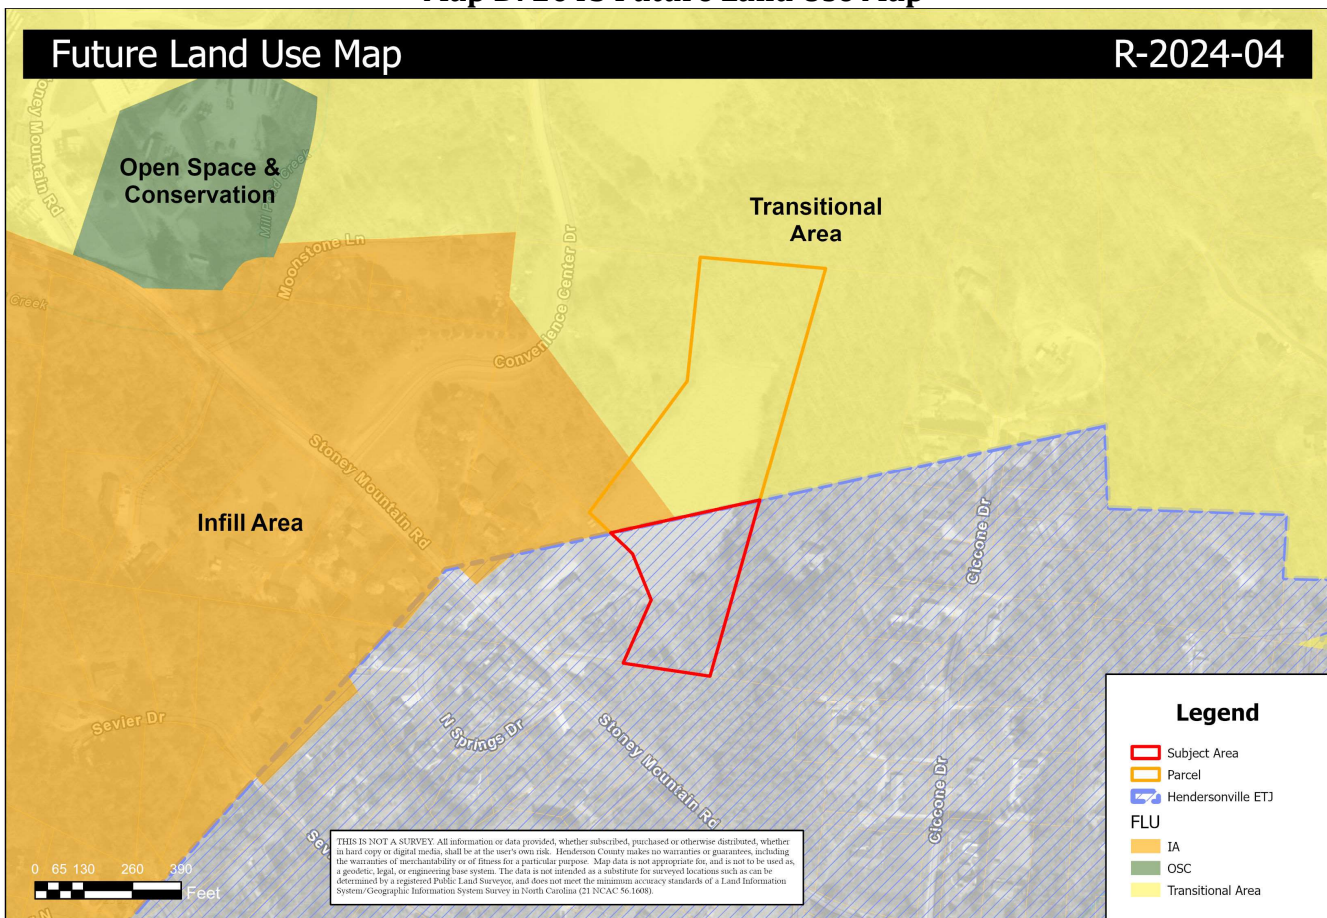 Future Land Use Map
R-2024-04
Stoney Mountain Rd
Open Space &
Conservation
Moonstone Ln
Creek
Convenience Center Dr
Transitional
Area
Stoney Mountain Rd
Infill Area
Ciccone Dr
Sevier Dr
N Springs Dr
Stoney Mountain Rd
Ciccone Dr
Legend
Subject Area
Parcel
Hendersonville ETJ
FLU
IA
OSC
Transitional Area
0 65 130 260 390
Feet
THIS IS NOT A SURVEY. All information or data provided, whether subscribed, purchased or otherwise distributed, whether
in hard copy or digital media, shall be at the user's own risk. Henderson County makes no warranties or guarantees, including
the warranties of merchantability or of fitness for a particular purpose. Map data is not appropriate for, and is not to be used as,
a geodetic, legal, or engineering base system. The data is not intended as a substitute for surveyed locations such as can be
determined by a registered Public Land Surveyor, and does not meet the minimum accuracy standards of a Land Information
System/Geographic Information System Survey in North Carolina (21 NCAC 56.1608).